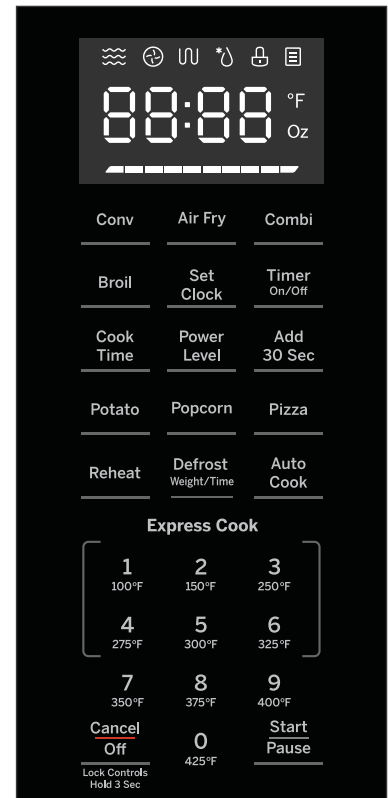 88:88 °F
Oz
Conv Air Fry Combi
Broil Set Clock Timer On/Off
Cook Time Power Level Add 30 Sec
Potato Popcorn Pizza
Reheat Defrost Weight/Time Auto Cook
Express Cook
1 2 3
100°F 150°F 250°F
4 5 6
275°F 300°F 325°F
7 8 9
350°F 375°F 400°F
Cancel Off 0 Start Pause
425°F
Lock Controls
Hold 3 Sec